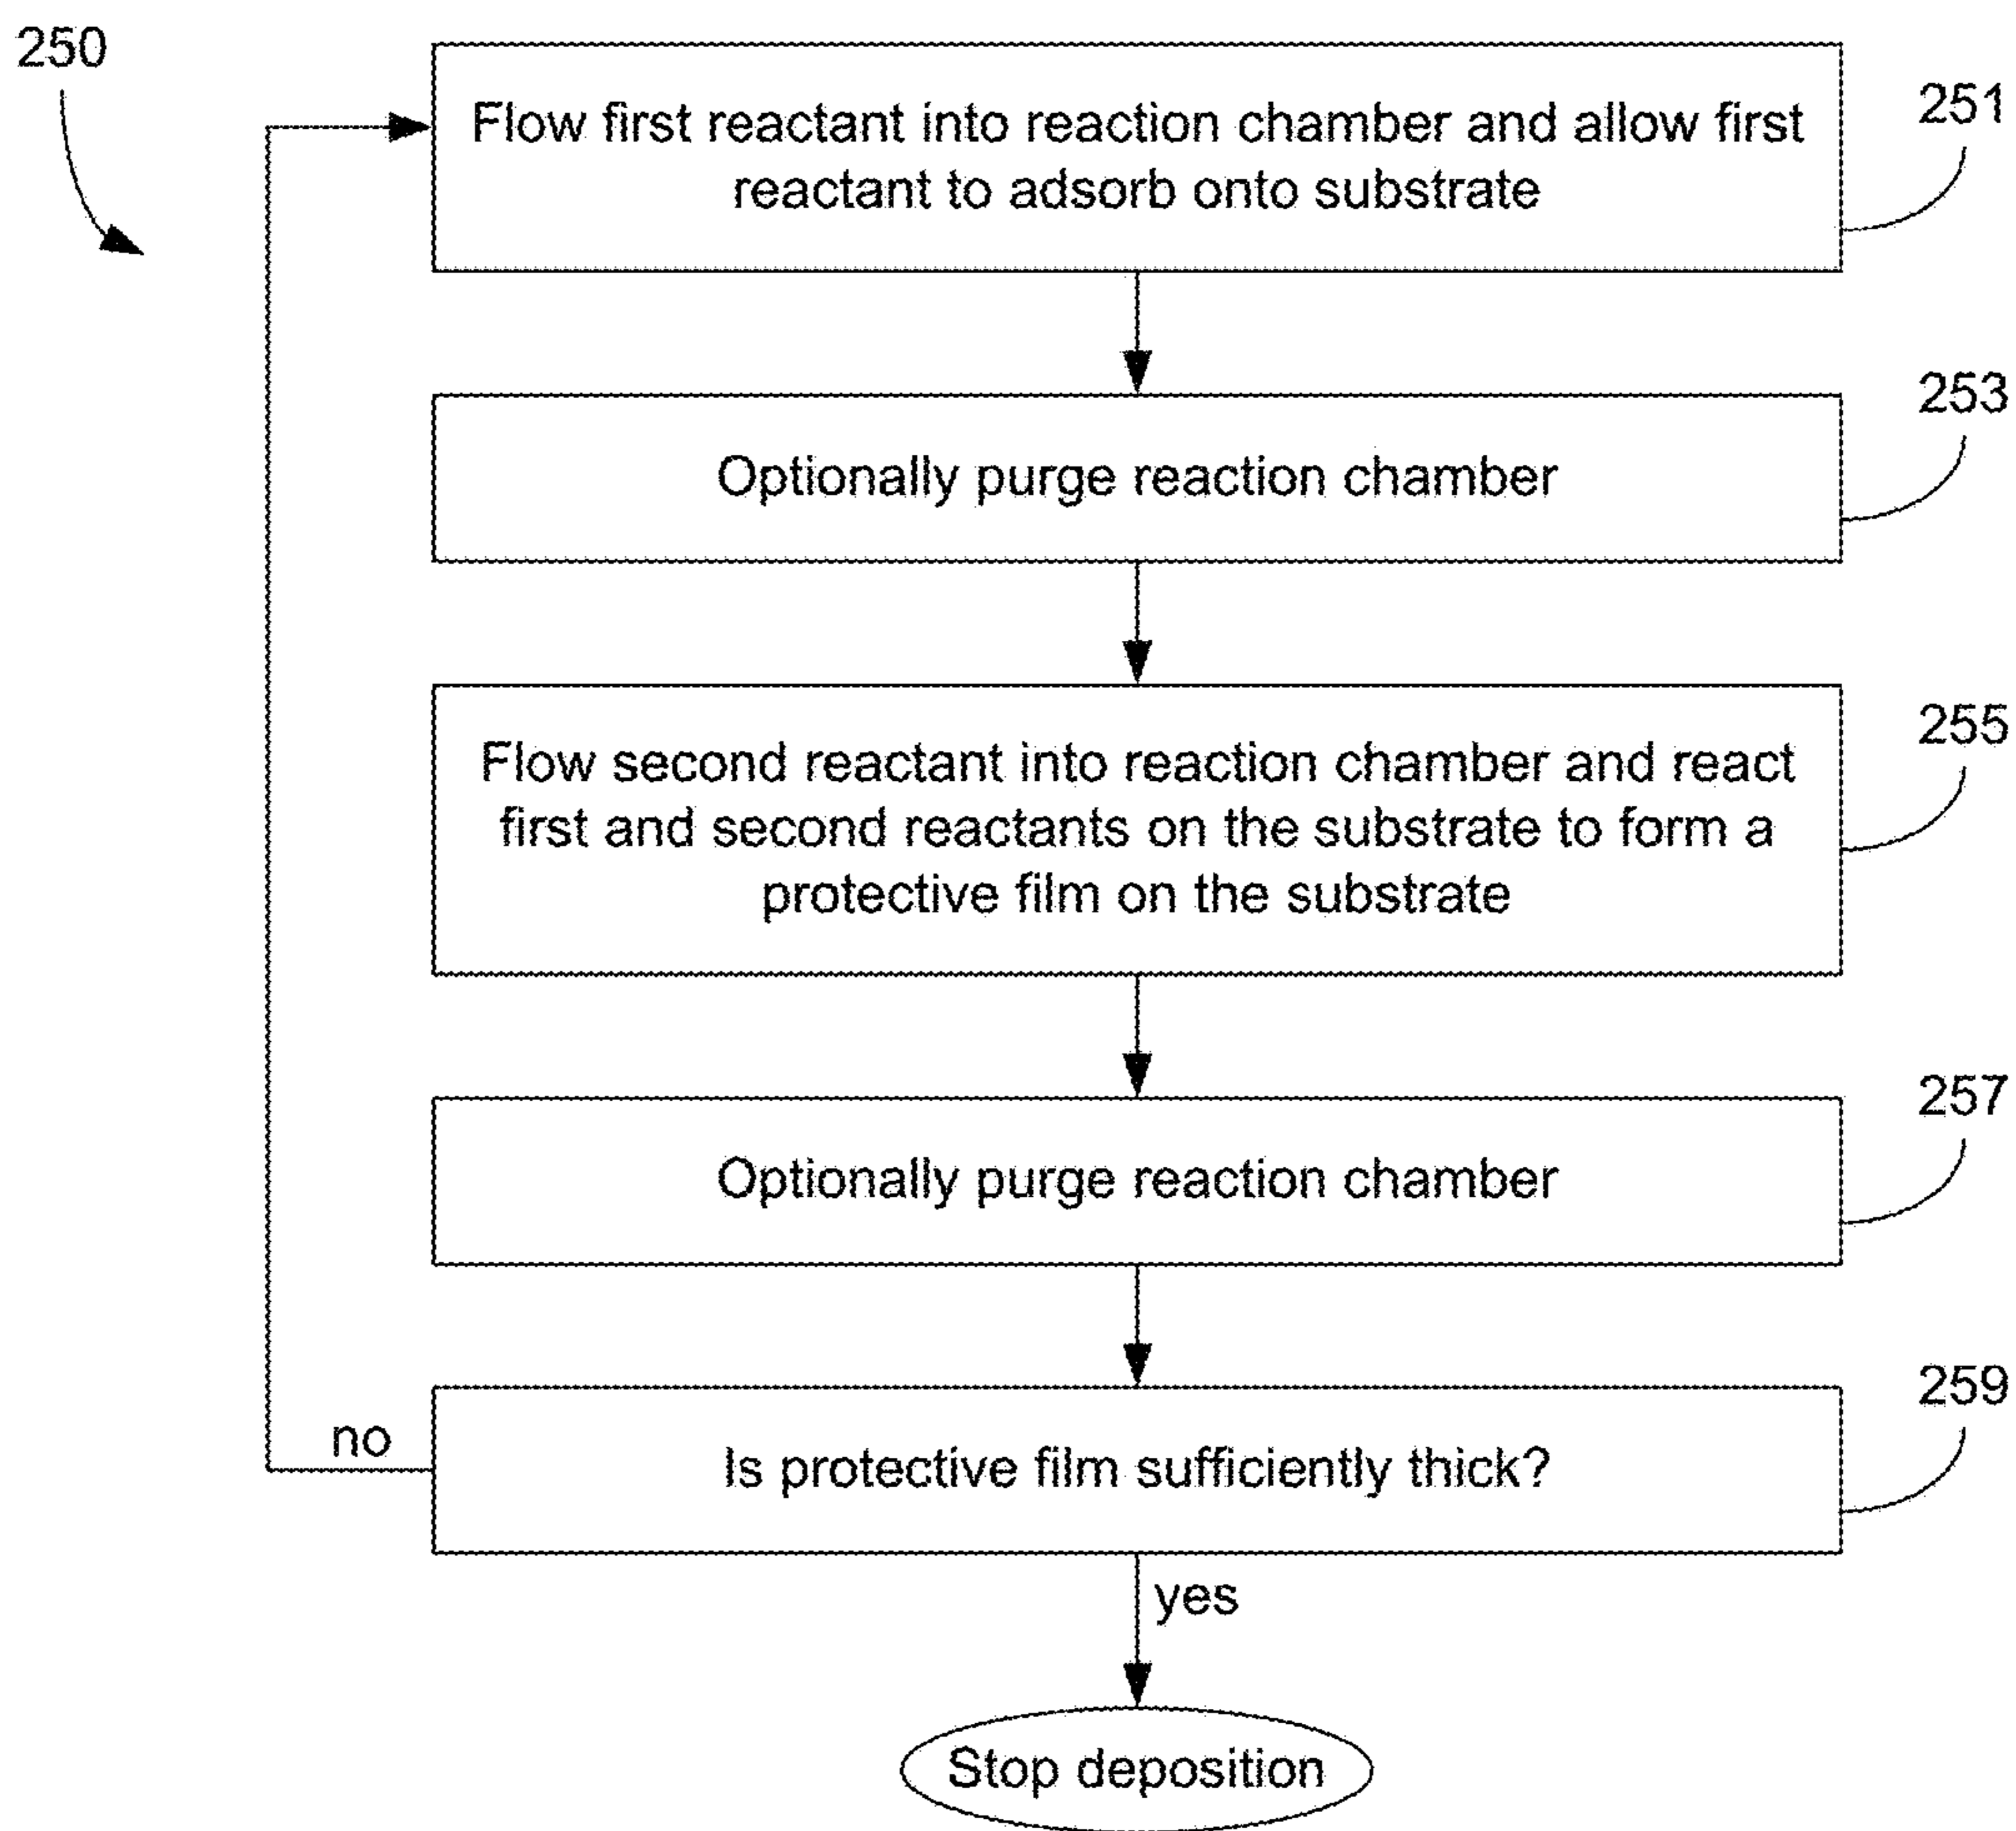 250
Flow first reactant into reaction chamber and allow first
reactant to adsorb onto substrate
251
Optionally purge reaction chamber
253
Flow second reactant into reaction chamber and react
first and second reactants on the substrate to form a
protective film on the substrate
255
Optionally purge reaction chamber
257
Is protective film sufficiently thick?
259
no
yes
Stop deposition